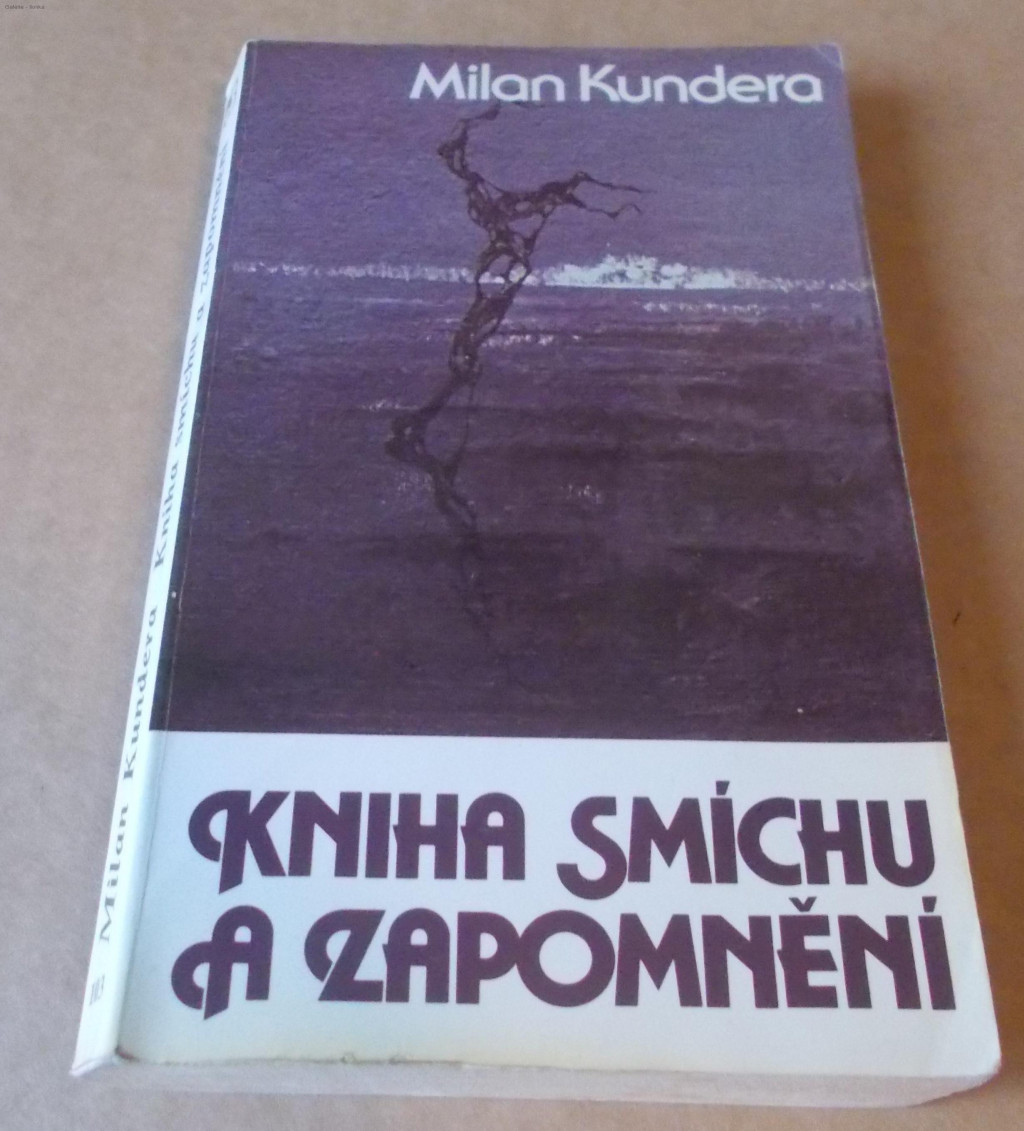 Milan Kundera
KNIHA SMÍCHU
A ZAPOMNĚNÍ
Milan Kundera Kniha smíchu a zapomnění